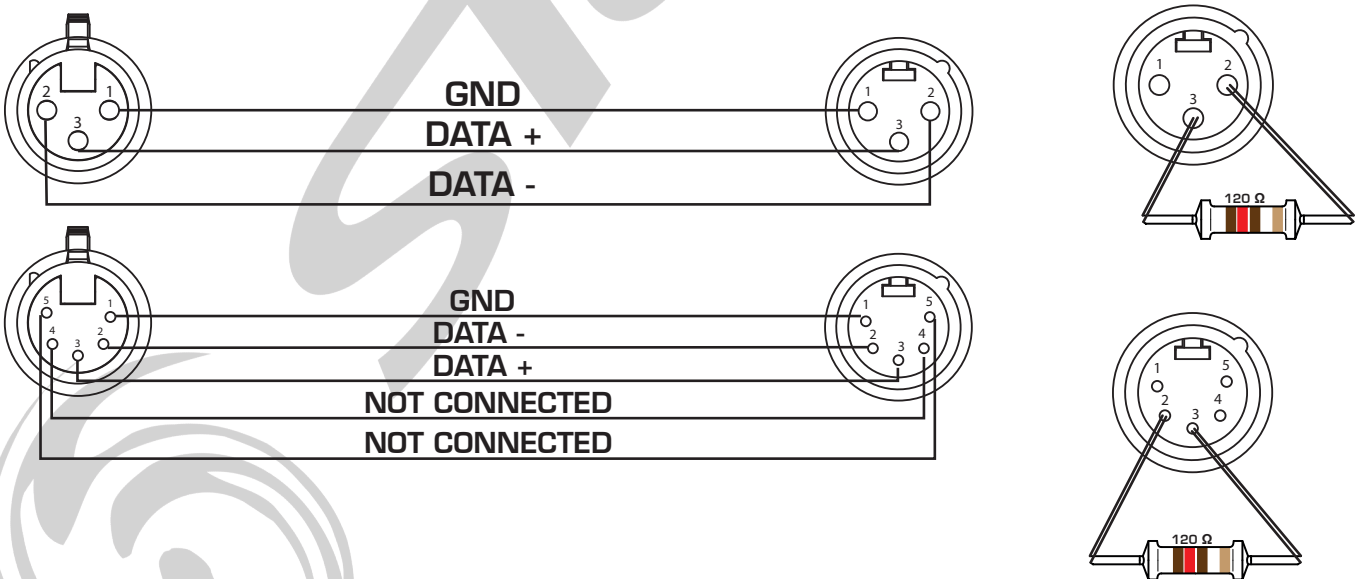 2 1
3
GND
DATA +
DATA -
1 2
3
1 2
3
120 Ω
5 1
4 2
3
GND
DATA -
DATA +
NOT CONNECTED
NOT CONNECTED
1 5
2 4
3
1 5
2 4
3
120 Ω